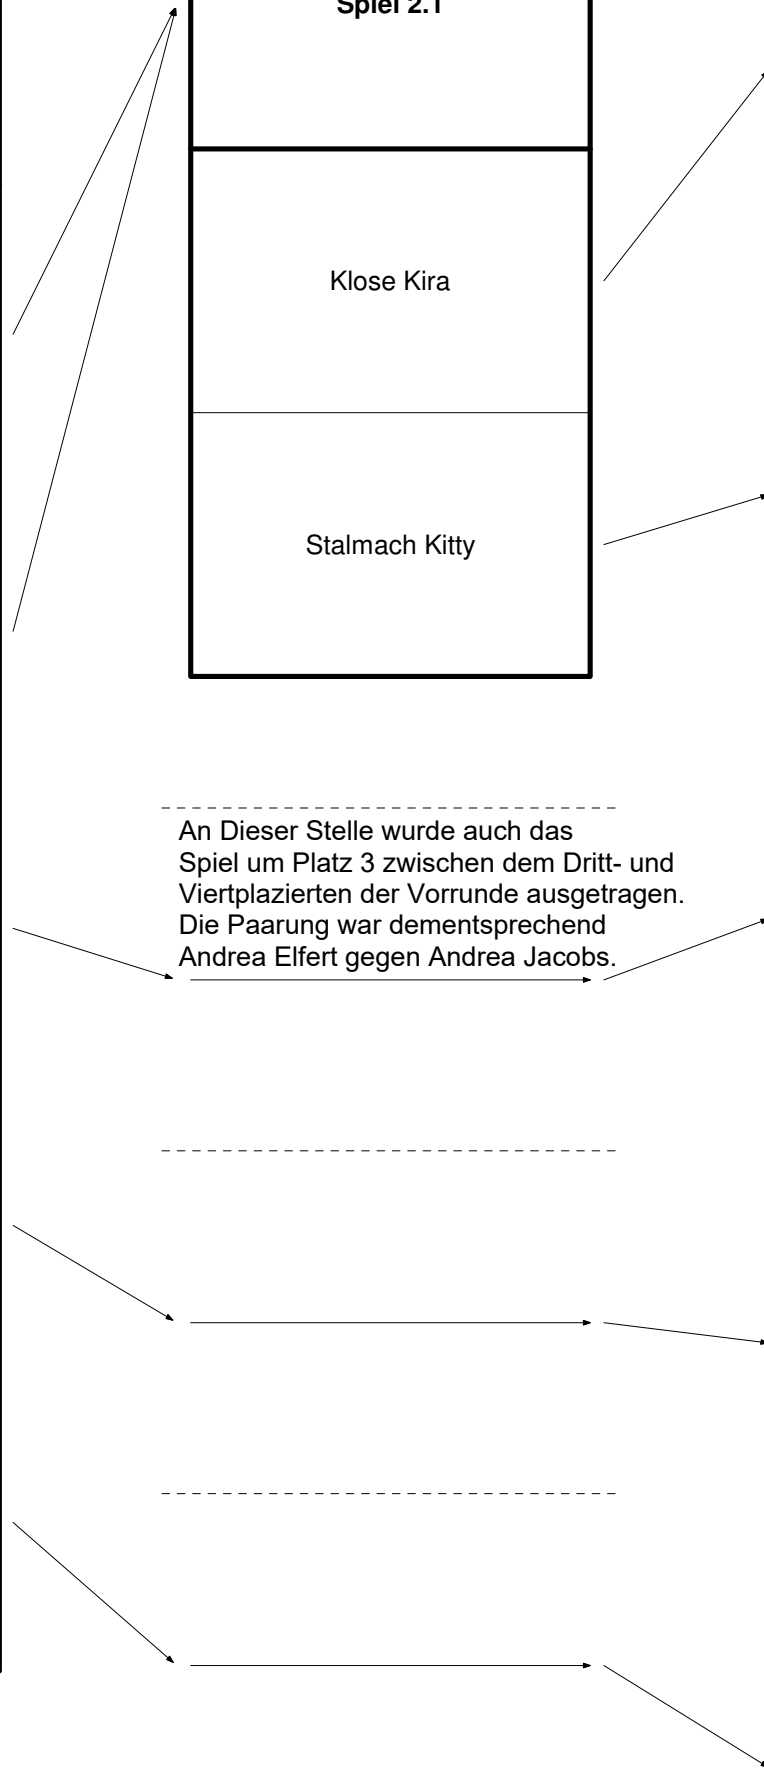 Spiel 2.1
Klose Kira
Stalmach Kitty
An Dieser Stelle wurde auch das
Spiel um Platz 3 zwischen dem Dritt- und
Viertplazierten der Vorrunde ausgetragen.
Die Paarung war dementsprechend
Andrea Elfert gegen Andrea Jacobs.